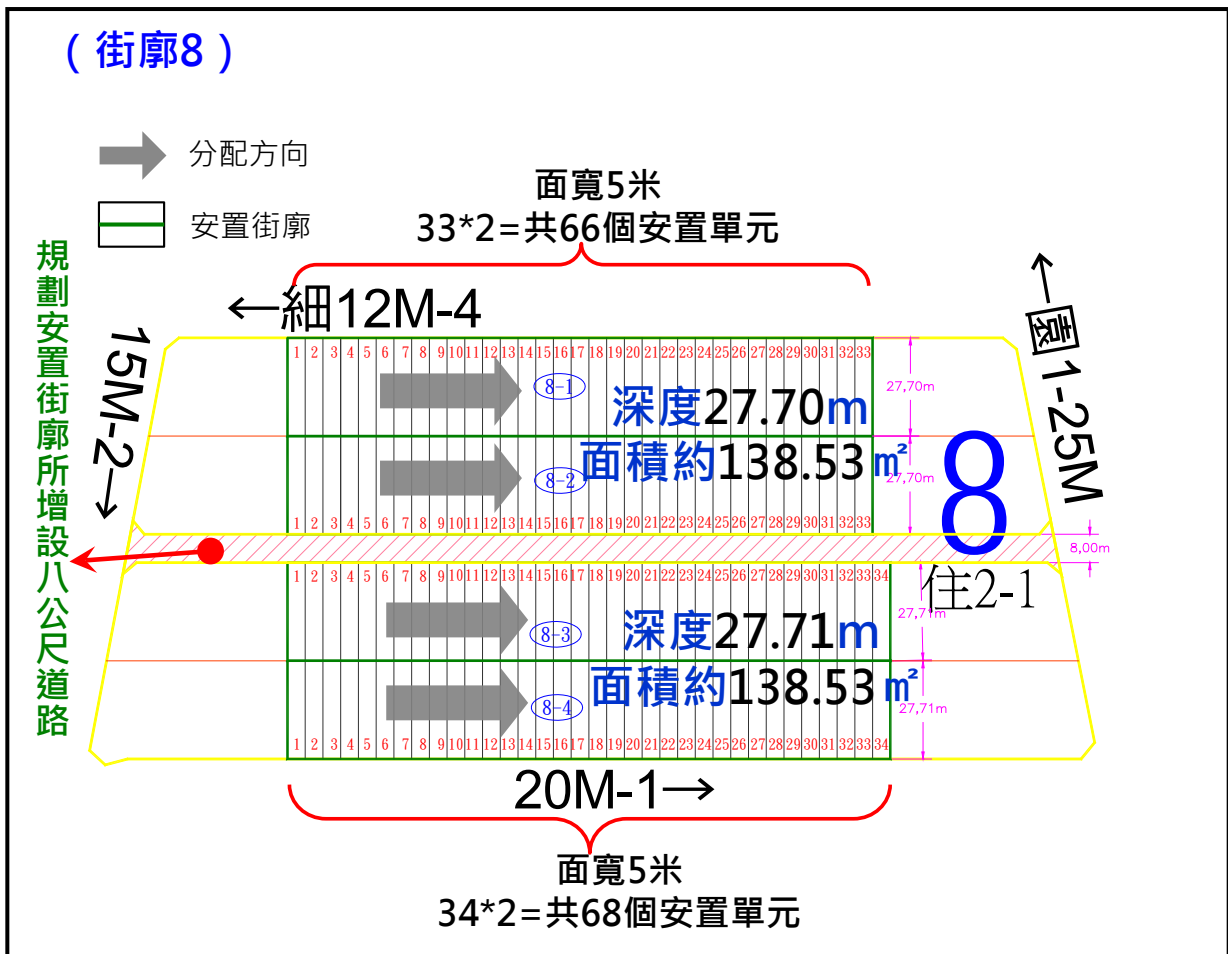 （街廓8）
分配方向
安置街廓
面寬5米
33*2=共66個安置單元
規劃安置街廓所增設八公尺道路
←細12M-4
15M-2→
←園1-25M
1 2 3 4 5 6 7 8 9 10 11 12 13 14 15 16 17 18 19 20 21 22 23 24 25 26 27 28 29 30 31 32 33
8-1
深度27.70m
27,70m
面積約138.53㎡
8-2
27,70m
8
1 2 3 4 5 6 7 8 9 10 11 12 13 14 15 16 17 18 19 20 21 22 23 24 25 26 27 28 29 30 31 32 33
8,00m
1 2 3 4 5 6 7 8 9 10 11 12 13 14 15 16 17 18 19 20 21 22 23 24 25 26 27 28 29 30 31 32 33 34
住2-1
27,71m
8-3
深度27.71m
面積約138.53㎡
8-4
27,71m
1 2 3 4 5 6 7 8 9 10 11 12 13 14 15 16 17 18 19 20 21 22 23 24 25 26 27 28 29 30 31 32 33 34
20M-1→
面寬5米
34*2=共68個安置單元